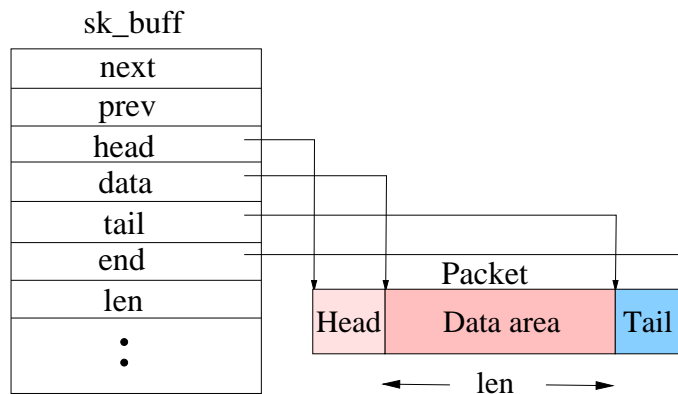 sk_buff
next
prev
head
data
tail
end
len
Packet
Head
Data area
Tail
len